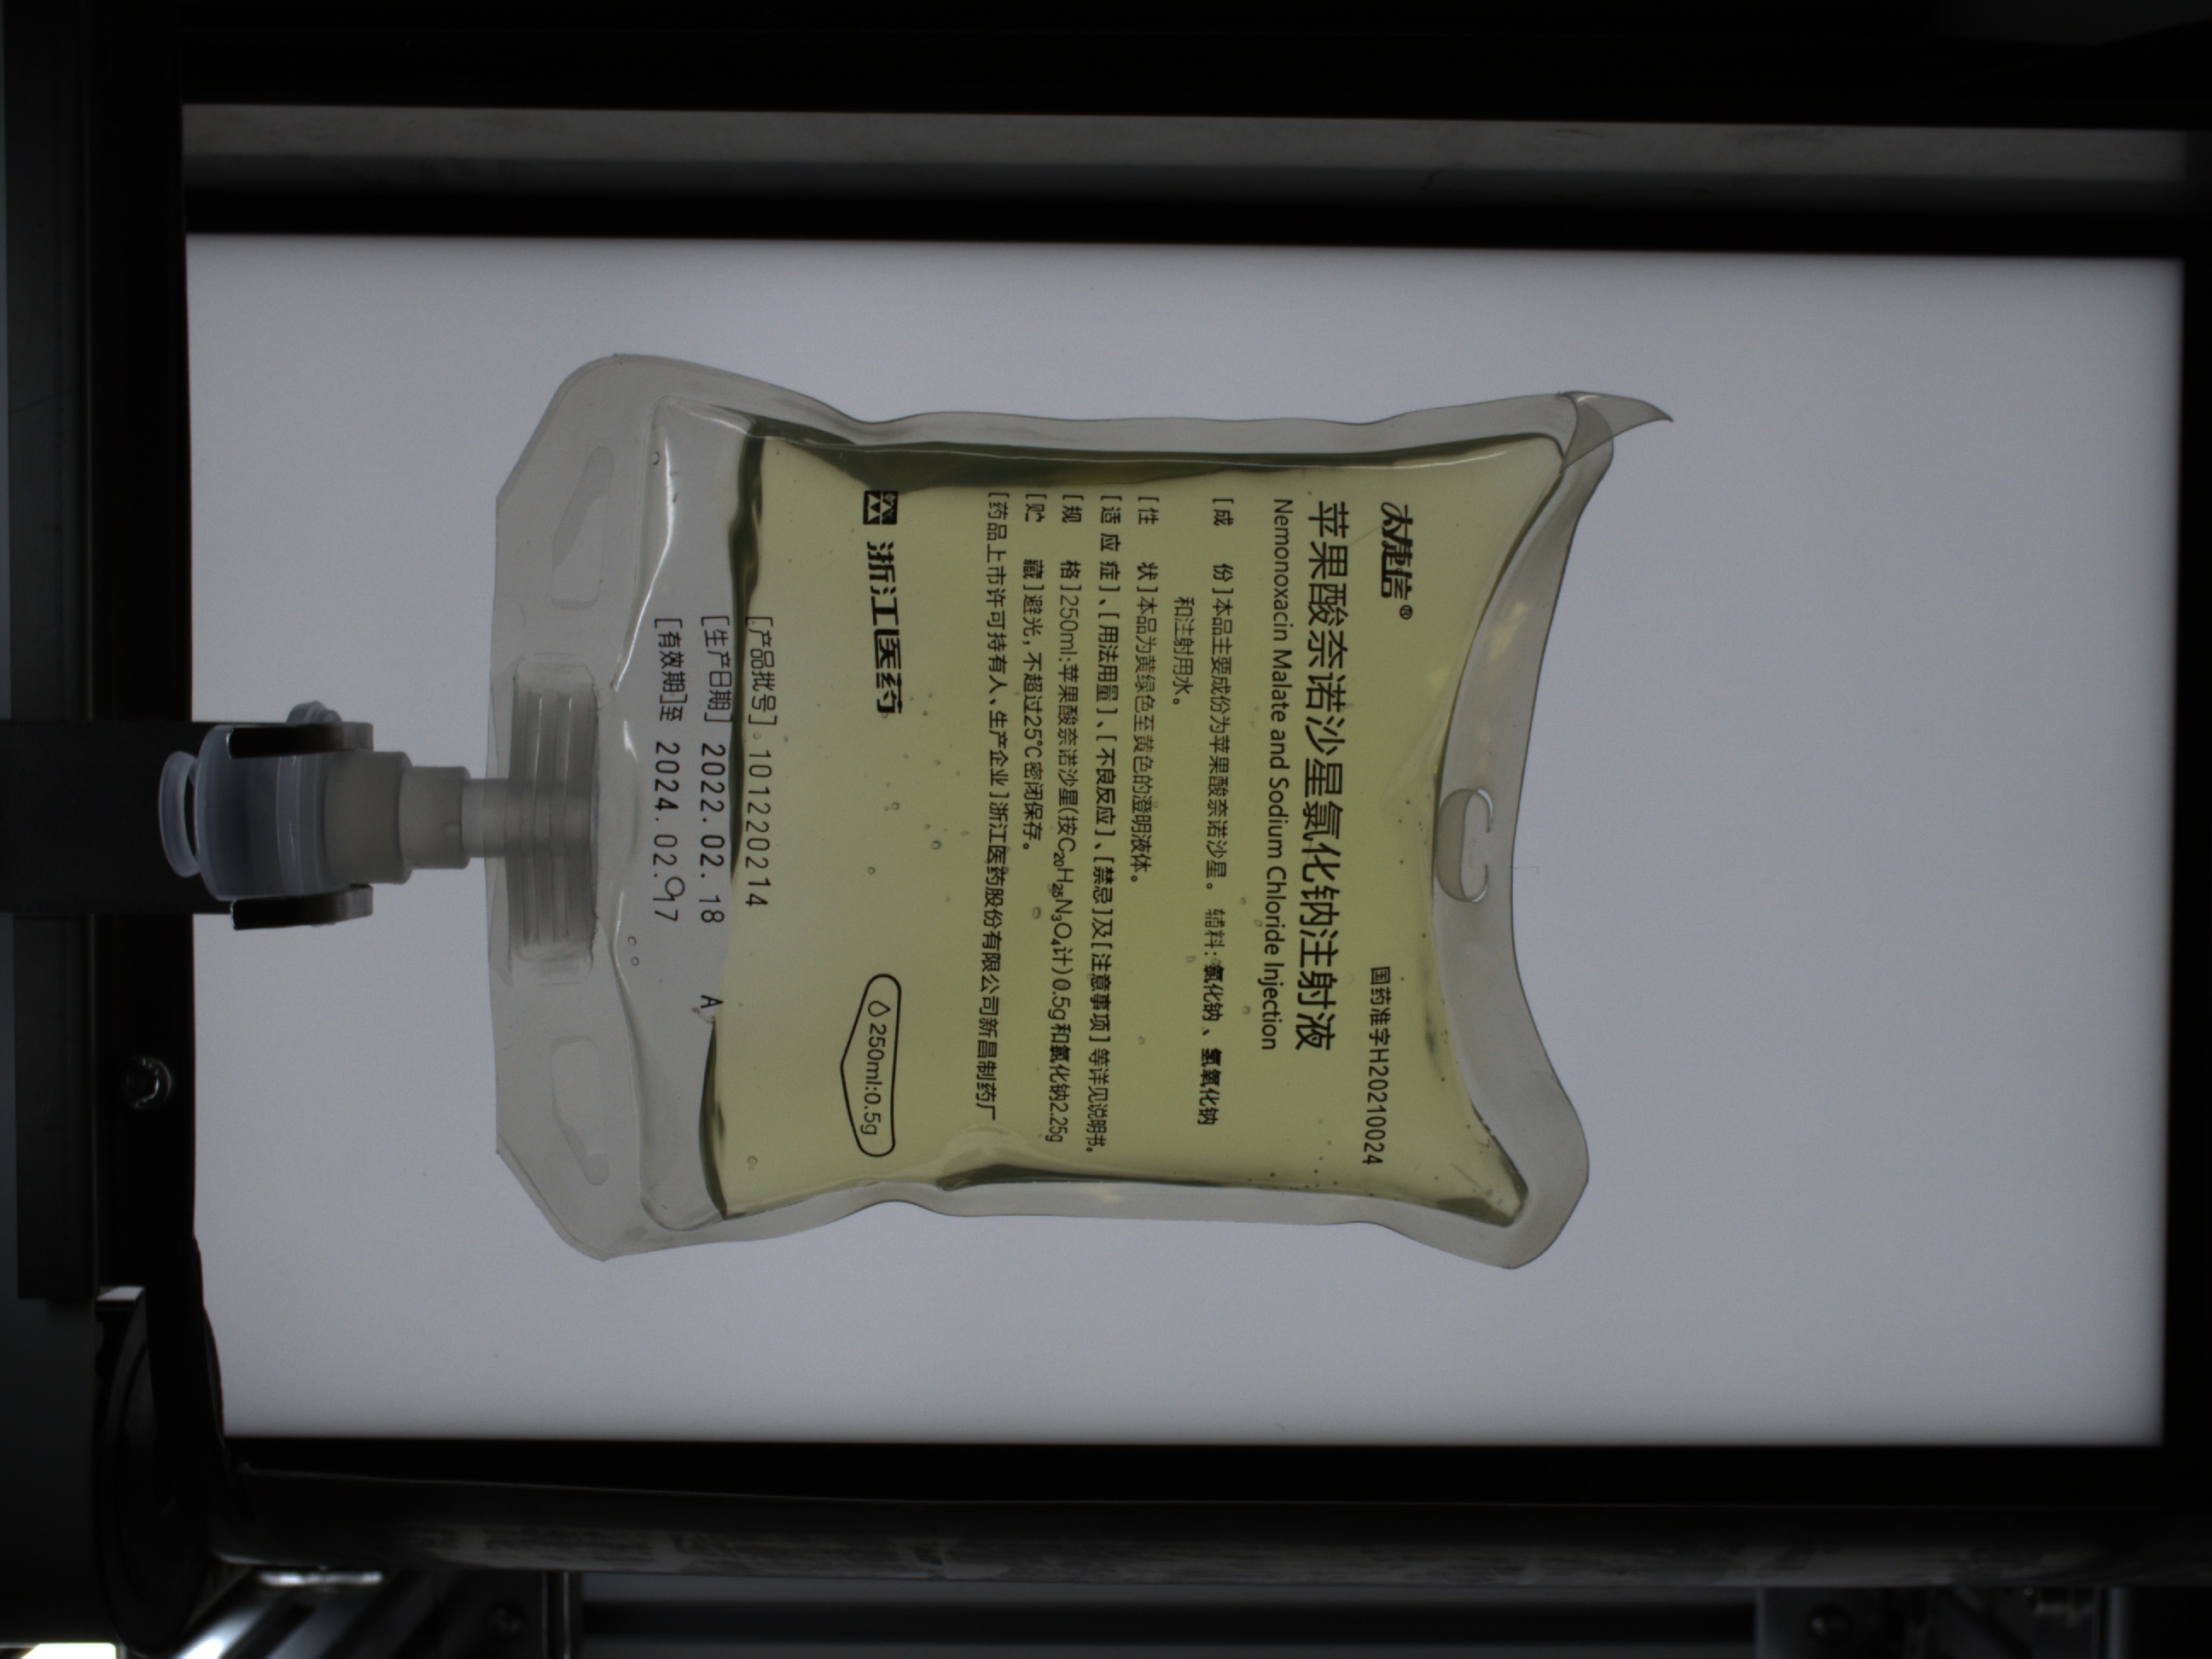 太捷信®
国药准字H20210024
苹果酸奈诺沙星氯化钠注射液
Nemonoxacin Malate and Sodium Chloride Injection
[成 份]本品主要成份为苹果酸奈诺沙星。辅料:氯化钠、氢氧化钠
和注射用水。
[性 状]本品为黄绿色至黄色的澄明液体。
[适 应 症]、[用法用量]、[不良反应]、[禁忌]及[注意事项]等详见说明书。
[规 格]250ml:苹果酸奈诺沙星(按C₂₀H₂₅N₃O₄计)0.5g和氯化钠2.25g
[贮 藏]避光,不超过25℃密闭保存。
[药品上市许可持有人、生产企业]浙江医药股份有限公司新昌制药厂
浙江医药
250ml:0.5g
[产品批号] 101220214
[生产日期] 2022.02.18 A
[有效期]至 2024.02.17